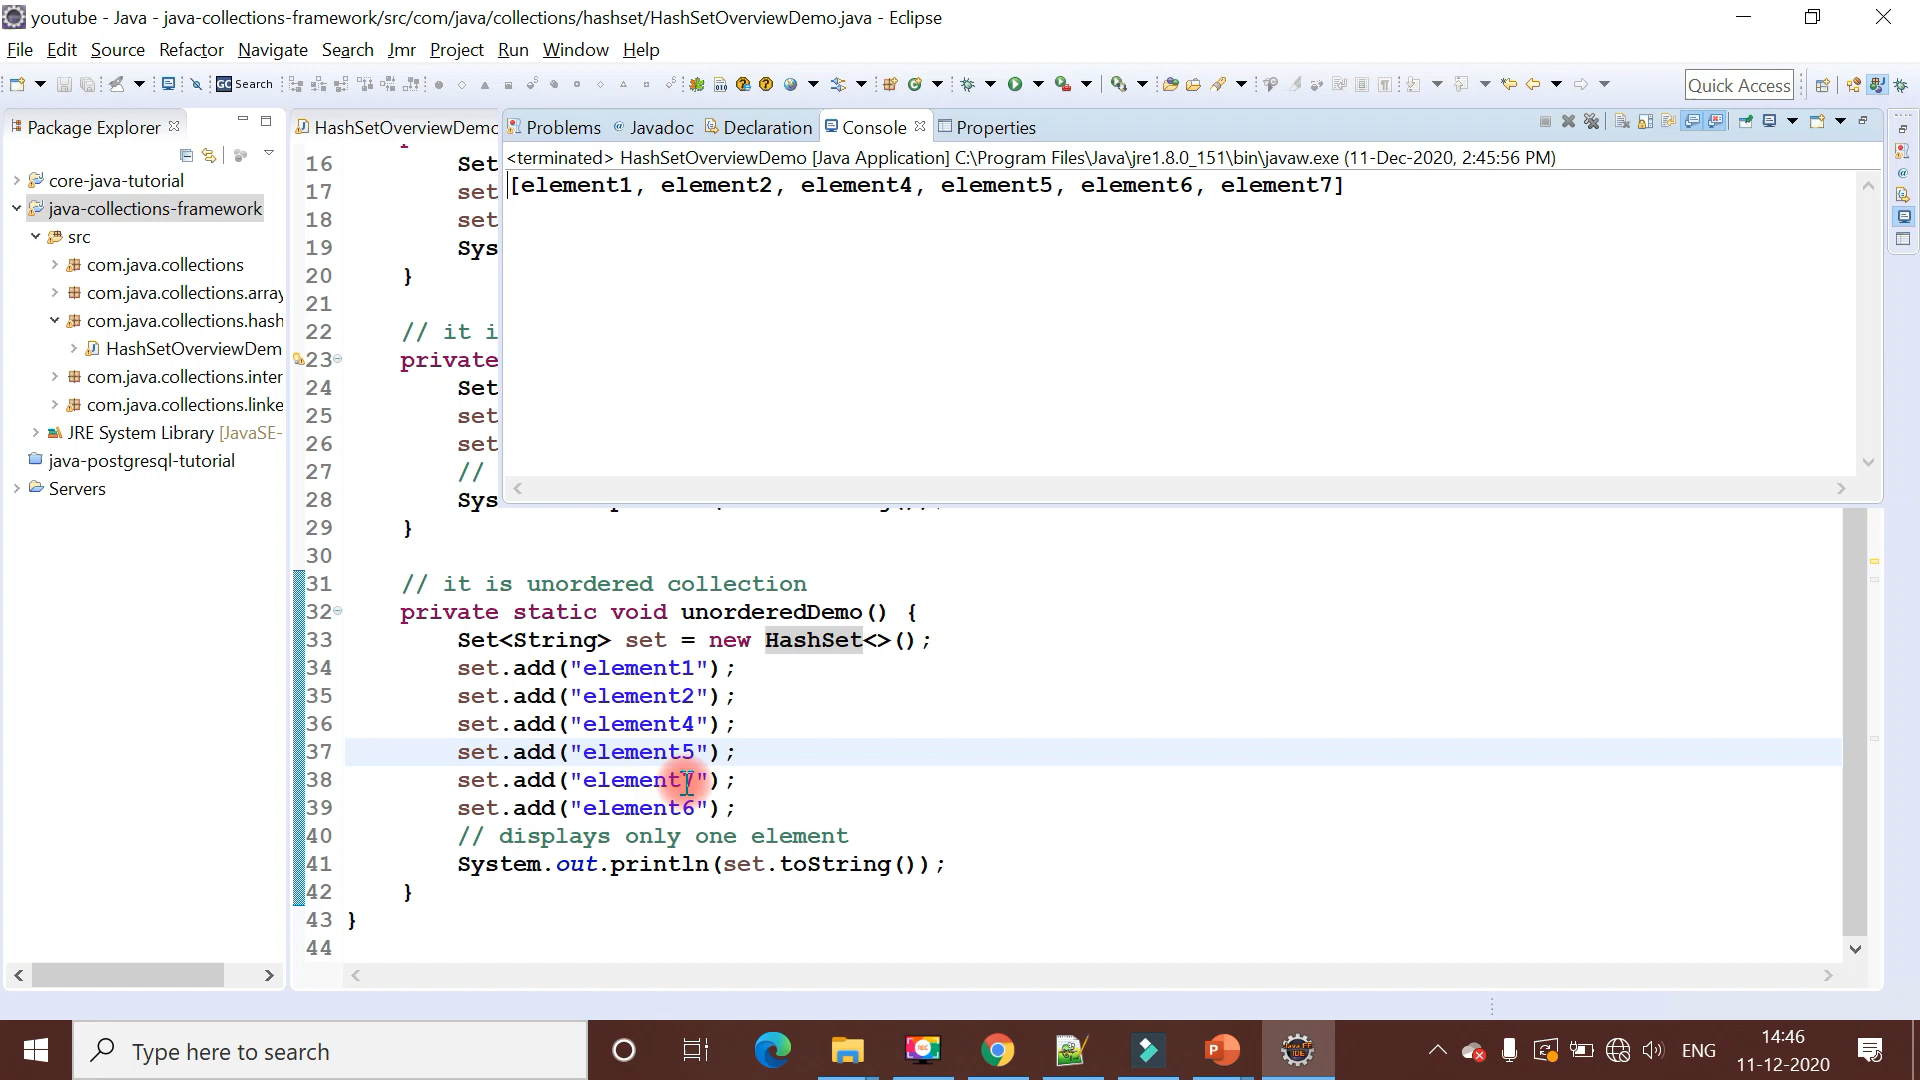 youtube - Java - java-collections-framework/src/com/java/collections/hashset/HashSetOverviewDemo.java - Eclipse
File Edit Source Refactor Navigate Search Jmr Project Run Window Help
GC Search
Quick Access
Package Explorer
HashSetOverviewDemo
Problems @ Javadoc Declaration Console Properties
<terminated> HashSetOverviewDemo [Java Application] C:\Program Files\Java\jre1.8.0_151\bin\javaw.exe (11-Dec-2020, 2:45:56 PM)
[element1, element2, element4, element5, element6, element7]
core-java-tutorial
java-collections-framework
src
com.java.collections
com.java.collections.array
com.java.collections.hash
HashSetOverviewDem
com.java.collections.inter
com.java.collections.linke
JRE System Library [JavaSE-
java-postgresql-tutorial
Servers
16 Set
17 set
18 set
19 Sys
20 }
21
22 // it i
23 private
24 Set
25 set
26 set
27 //
28 Sys
29 }
30
31 // it is unordered collection
32 private static void unorderedDemo() {
33 Set<String> set = new HashSet<>();
34 set.add("element1");
35 set.add("element2");
36 set.add("element4");
37 set.add("element5");
38 set.add("element7");
39 set.add("element6");
40 // displays only one element
41 System.out.println(set.toString());
42 }
43 }
44
Type here to search
ENG
14:46
11-12-2020